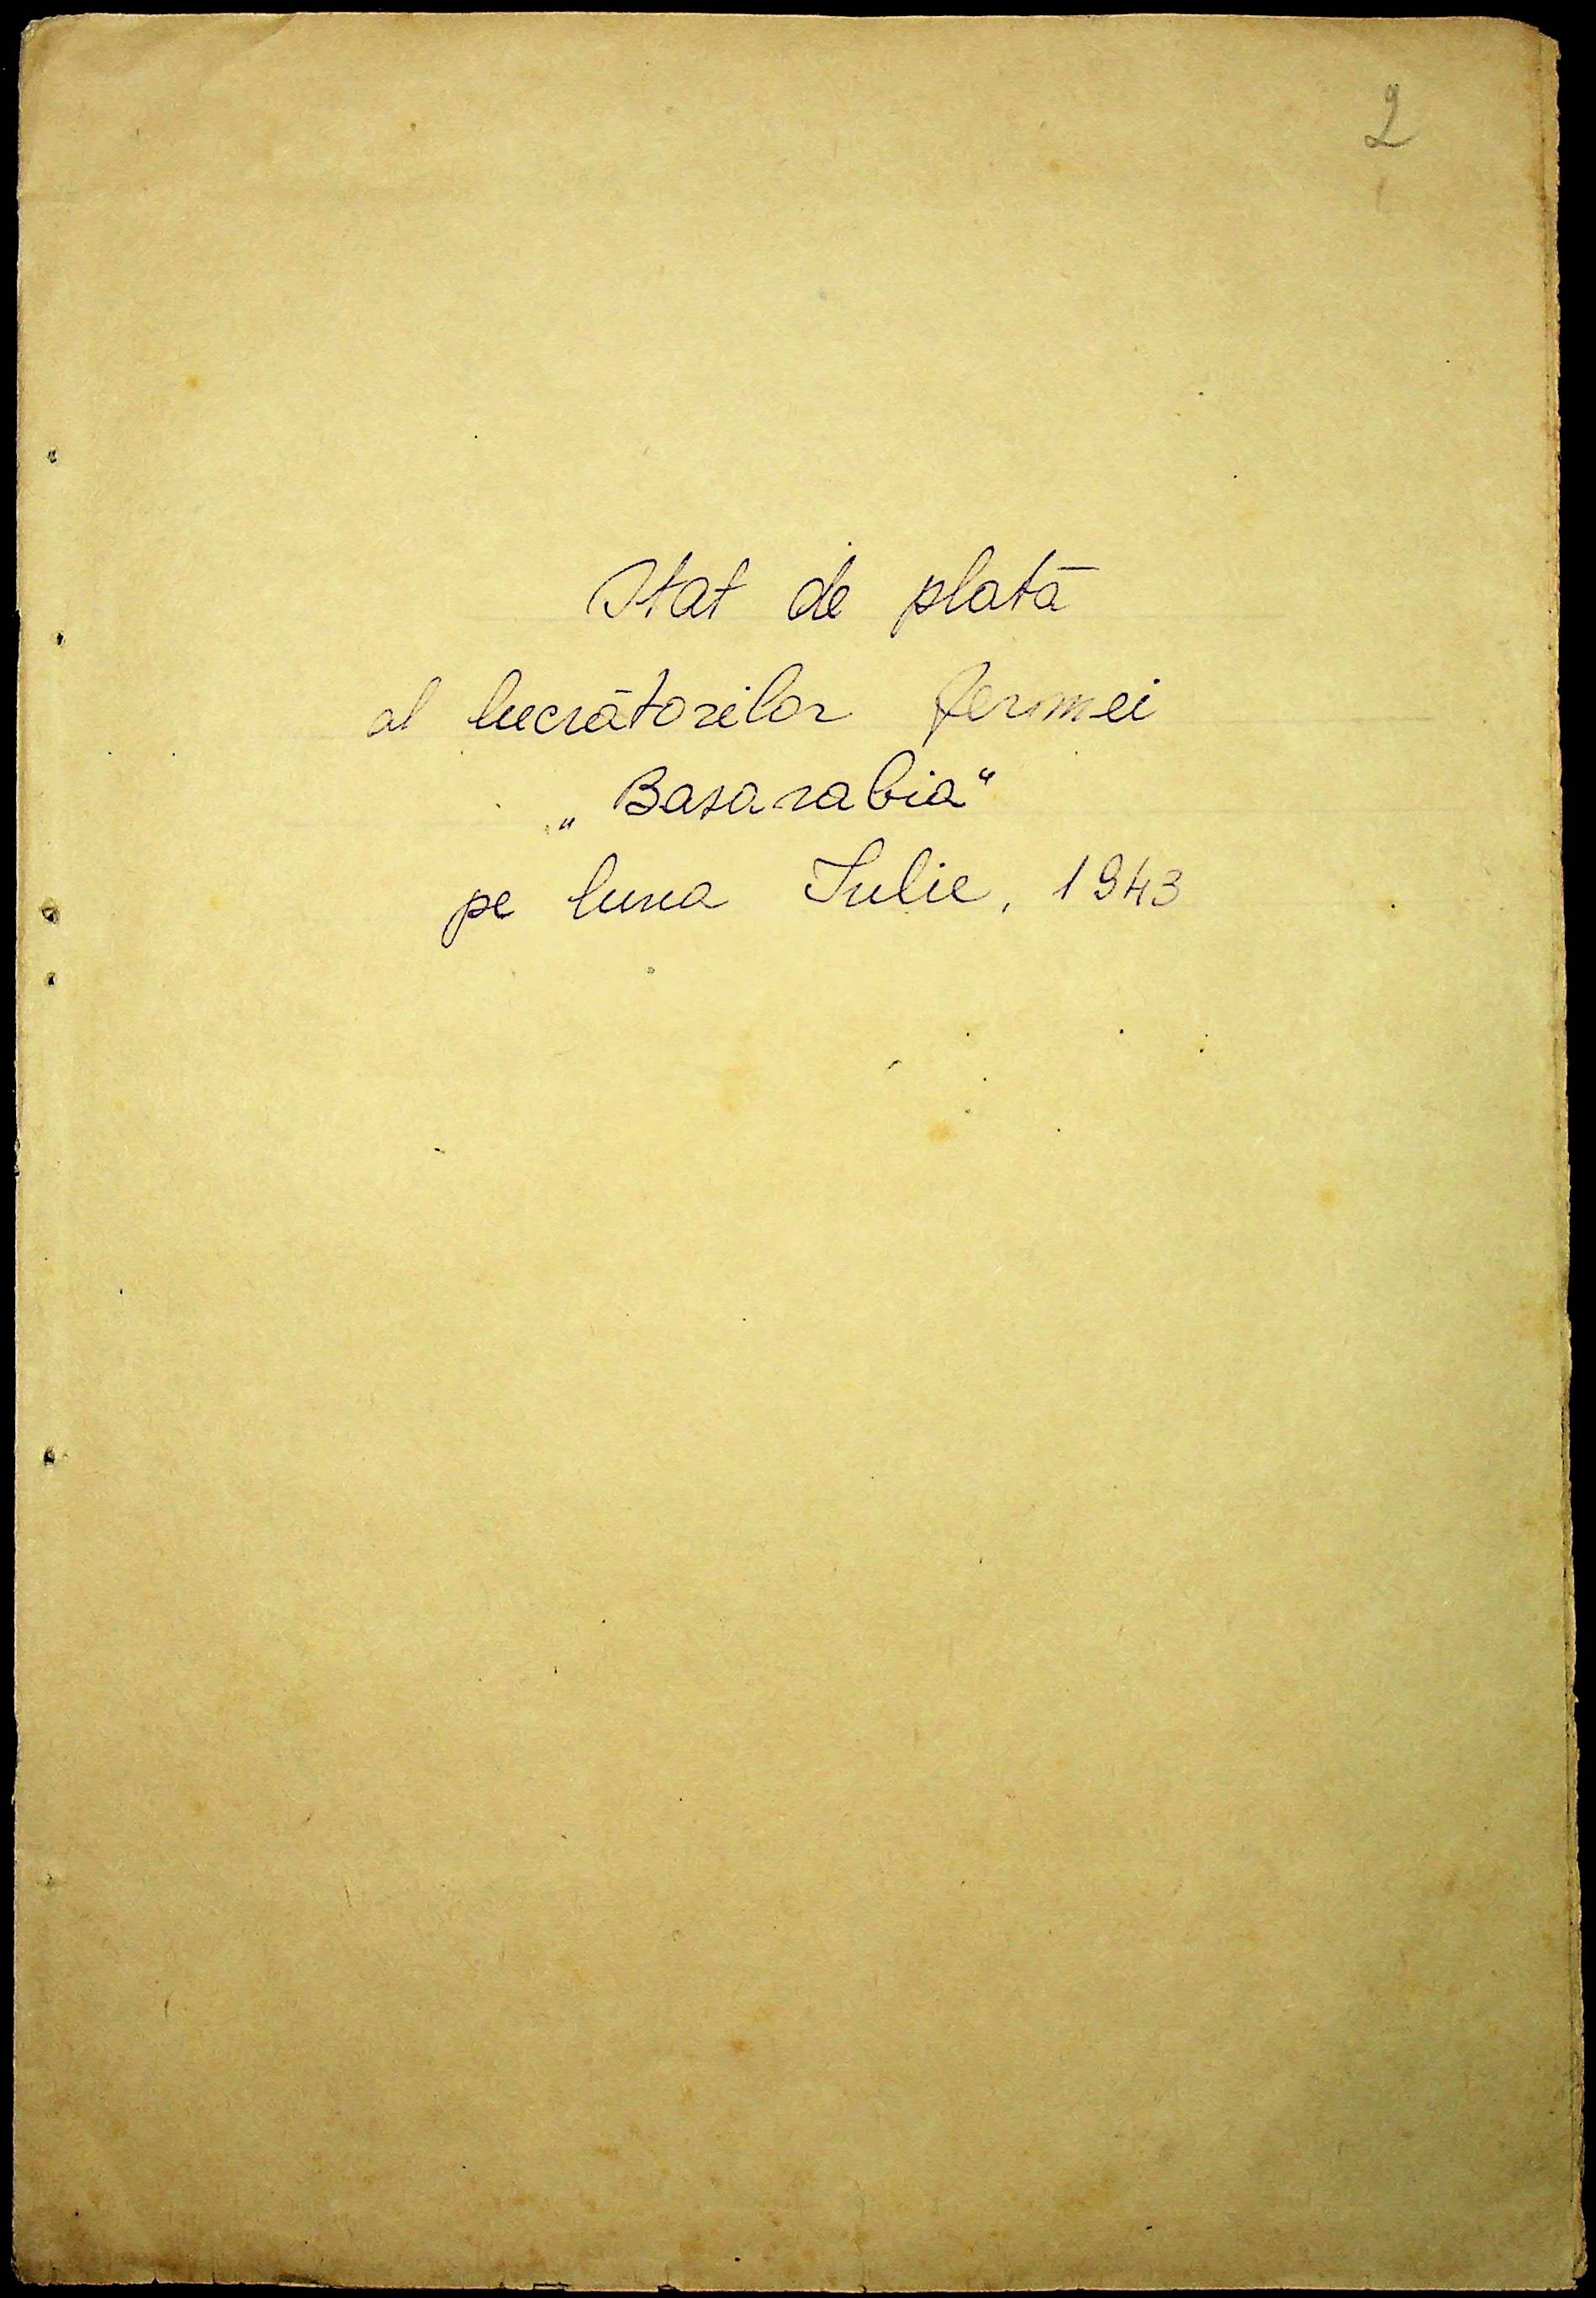 2
Stat de plată
al lucrătorilor fermei
„Basarabia“
pe luna Iulie, 1943